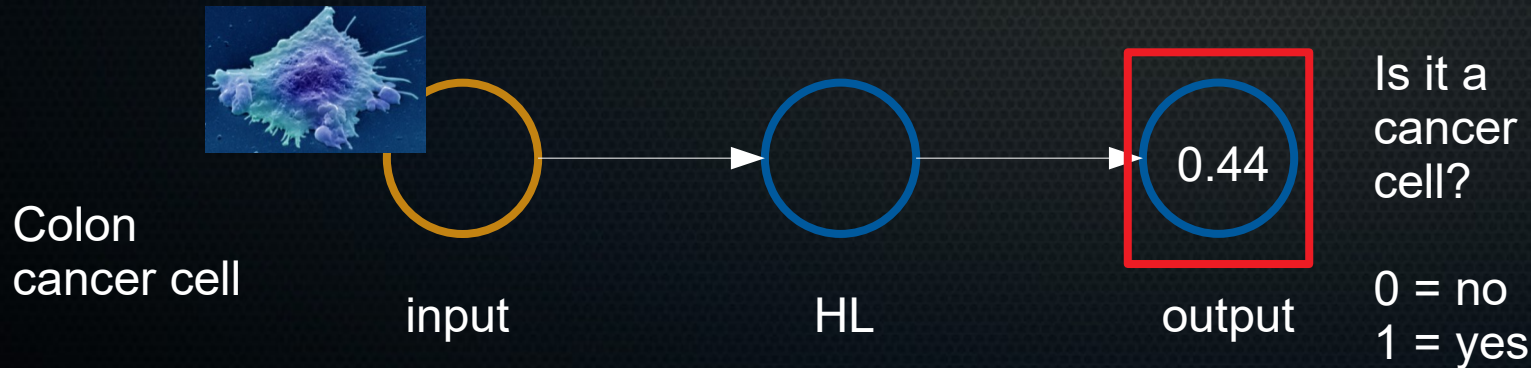 Colon
cancer cell
input
HL
0.44
output
Is it a
cancer
cell?
0 = no
1 = yes